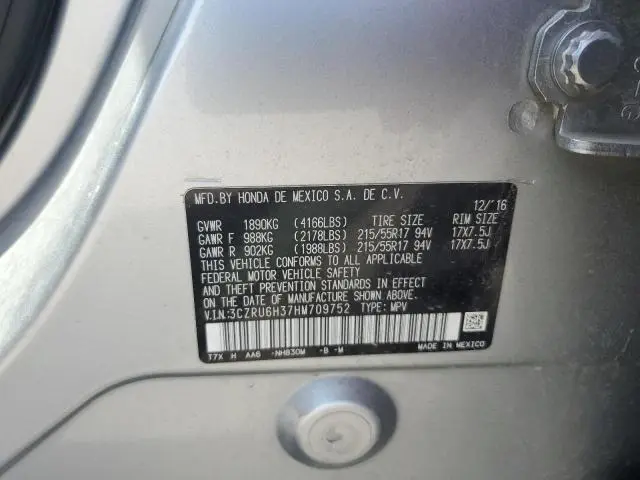 MFD.BY HONDA DE MEXICO S.A. DE C.V.
12/'16
GVWR 1890KG (4166LBS) TIRE SIZE RIM SIZE
GAWR F 988KG (2178LBS) 215/55R17 94V 17X7.5J
GAWR R 902KG (1988LBS) 215/55R17 94V 17X7.5J
THIS VEHICLE CONFORMS TO ALL APPLICABLE
FEDERAL MOTOR VEHICLE SAFETY
AND THEFT PREVENTION STANDARDS IN EFFECT
ON THE DATE OF MANUFACTURE SHOWN ABOVE.
V.I.N:3CZRU6H37HM709752 TYPE: MPV
T7X H AA6 -NH830M -B -M MADE IN MEXICO